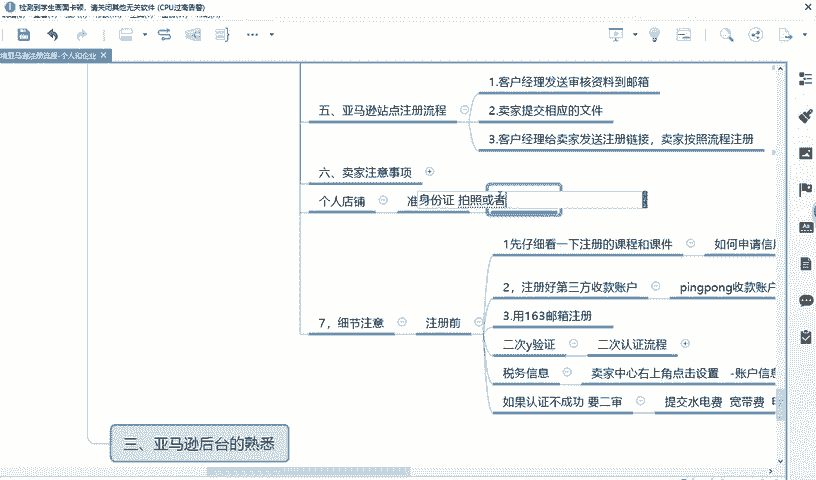 检测到学生画面卡顿，请关闭其他无关软件 (CPU过高告警)
境亚马逊注册流程-个人和企业
1.客户经理发送审核资料到邮箱
五、亚马逊站点注册流程
2.卖家提交相应的文件
3.客户经理给卖家发送注册链接，卖家按照流程注册
六、卖家注意事项
个人店铺
准
身份证 拍照或者
1先仔细看一下注册的课程和课件
如何申请信用
2，注册好第三方收款账户
pingpong收款账户
3.用163邮箱注册
7，细节注意
注册前
二次y验证
二次认证流程
税务信息
卖家中心右上角点击设置 -账户信息
如果认证不成功 要二审
提交水电费 宽带费
三、亚马逊后台的熟悉